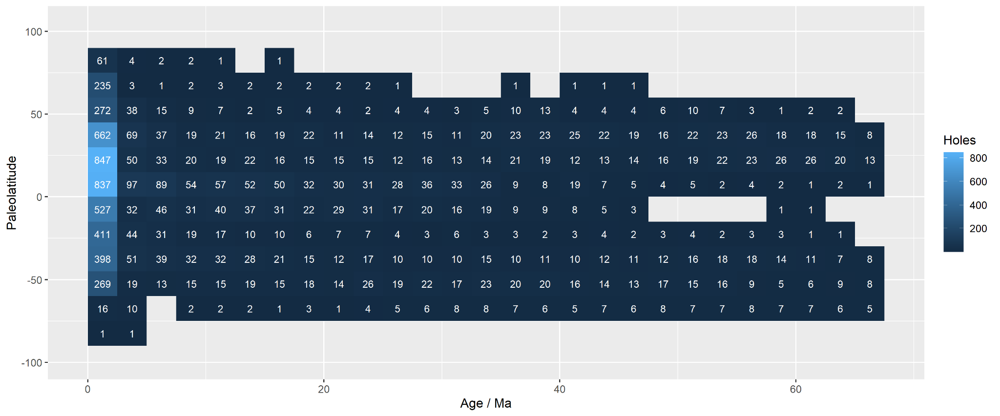 100
61 4 2 2 1 1
235 3 1 2 3 2 2 2 2 2 1 1 1 1 1
50
272 38 15 9 7 2 5 4 4 2 4 4 3 5 10 13 4 4 4 6 10 7 3 1 2 2
662 69 37 19 21 16 19 22 11 14 12 15 11 20 23 23 25 22 19 16 22 23 26 18 18 15 8
847 50 33 20 19 22 16 15 15 15 12 16 13 14 21 19 12 13 14 16 19 22 23 26 26 20 13
837 97 89 54 57 52 50 32 30 31 28 36 33 26 9 8 19 7 5 4 5 2 4 2 1 2 1
0
527 32 46 31 40 37 31 22 29 31 17 20 16 19 9 9 8 5 3 1 1
411 44 31 19 17 10 10 6 7 7 4 3 6 3 3 2 3 4 2 3 4 2 3 3 1 1
398 51 39 32 32 28 21 15 12 17 10 10 10 15 10 11 10 12 11 12 16 18 18 14 11 7 8
-50
269 19 13 15 15 19 15 18 14 26 19 22 17 23 20 20 16 14 13 17 15 16 9 5 6 9 8
16 10 2 2 2 1 3 1 4 5 6 8 8 7 6 5 7 6 8 7 7 8 7 7 6 5
1 1
-100
0 20 40 60
Age / Ma
Paleolatitude
Holes
800
600
400
200